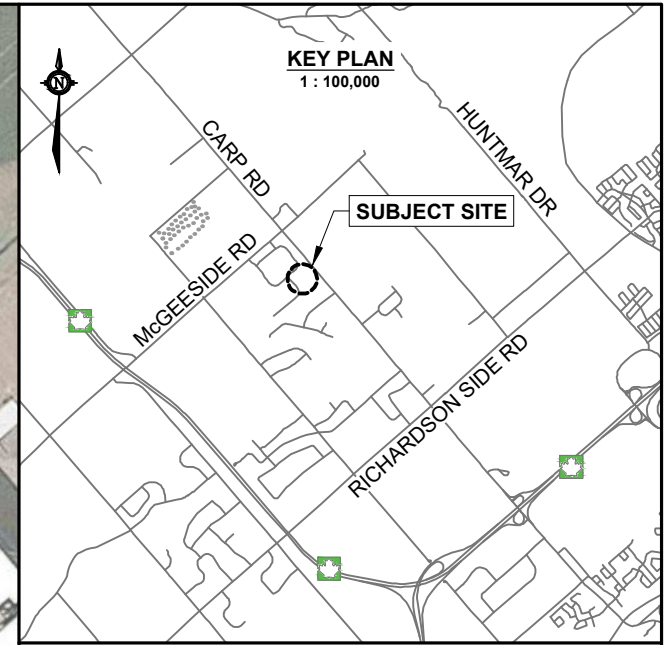 KEY PLAN
1 : 100,000
N
HUNTMAR DR
CARP RD
SUBJECT SITE
McGEESIDE RD
RICHARDSON SIDE RD